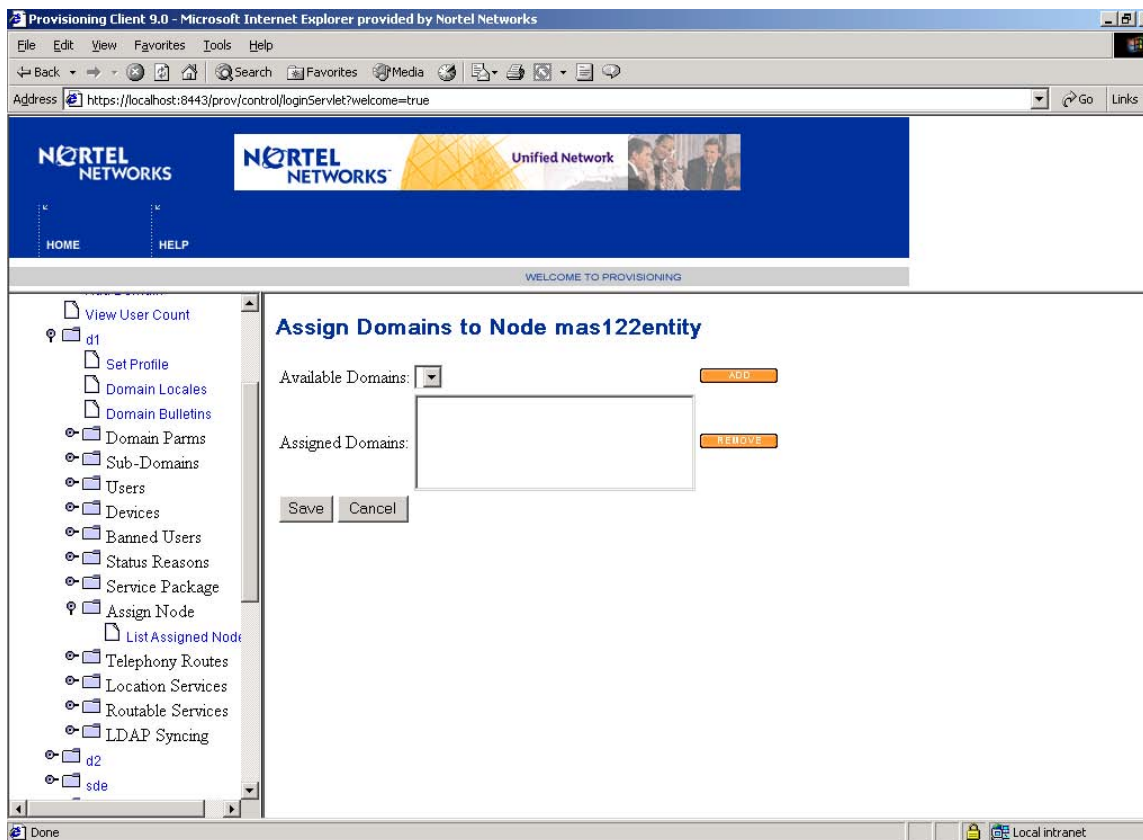 Provisioning Client 9.0 - Microsoft Internet Explorer provided by Nortel Networks
File Edit View Favorites Tools Help
Back Search Favorites Media
Address https://localhost:8443/prov/control/loginServlet?welcome=true Go Links
NORTEL NETWORKS
NORTEL NETWORKS
Unified Network
HOME HELP
WELCOME TO PROVISIONING
View User Count
d1
Set Profile
Domain Locales
Domain Bulletins
Domain Parms
Sub-Domains
Users
Devices
Banned Users
Status Reasons
Service Package
Assign Node
List Assigned Node
Telephony Routes
Location Services
Routable Services
LDAP Syncing
d2
sde
Assign Domains to Node mas122entity
Available Domains: ADD
Assigned Domains: REMOVE
Save Cancel
Done Local intranet